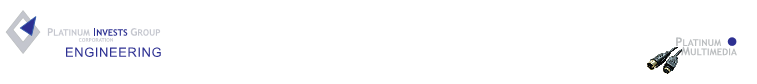 PLATINUM INVESTS GROUP
CORPORATION
ENGINEERING
PLATINUM
MULTIMEDIA